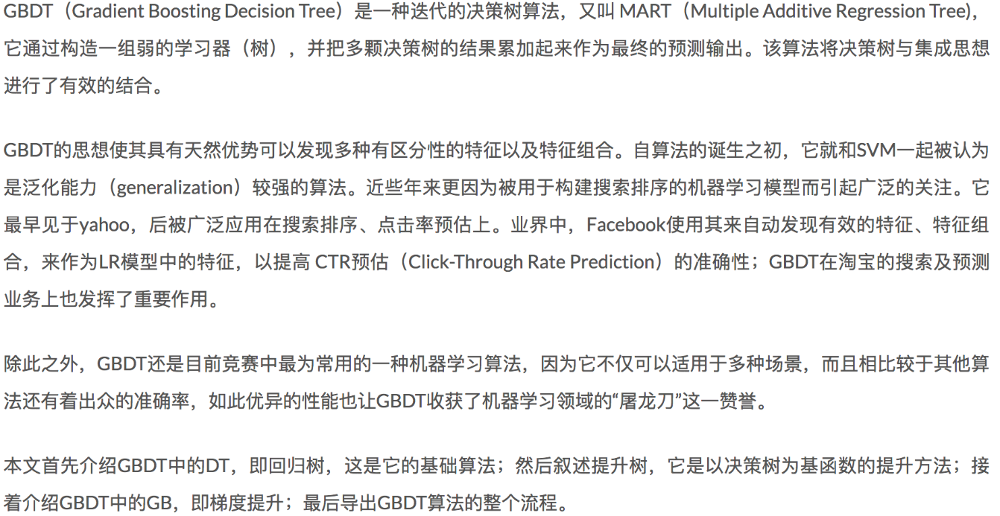 GBDT（Gradient Boosting Decision Tree）是一种迭代的决策树算法，又叫 MART（Multiple Additive Regression Tree)，
它通过构造一组弱的学习器（树），并把多颗决策树的结果累加起来作为最终的预测输出。该算法将决策树与集成思想
进行了有效的结合。
GBDT的思想使其具有天然优势可以发现多种有区分性的特征以及特征组合。自算法的诞生之初，它就和SVM一起被认为
是泛化能力（generalization）较强的算法。近些年来更因为被用于构建搜索排序的机器学习模型而引起广泛的关注。它
最早见于yahoo，后被广泛应用在搜索排序、点击率预估上。业界中，Facebook使用其来自动发现有效的特征、特征组
合，来作为LR模型中的特征，以提高 CTR预估（Click-Through Rate Prediction）的准确性；GBDT在淘宝的搜索及预测
业务上也发挥了重要作用。
除此之外，GBDT还是目前竞赛中最为常用的一种机器学习算法，因为它不仅可以适用于多种场景，而且相比较于其他算
法还有着出众的准确率，如此优异的性能也让GBDT收获了机器学习领域的“屠龙刀”这一赞誉。
本文首先介绍GBDT中的DT，即回归树，这是它的基础算法；然后叙述提升树，它是以决策树为基函数的提升方法；接
着介绍GBDT中的GB，即梯度提升；最后导出GBDT算法的整个流程。